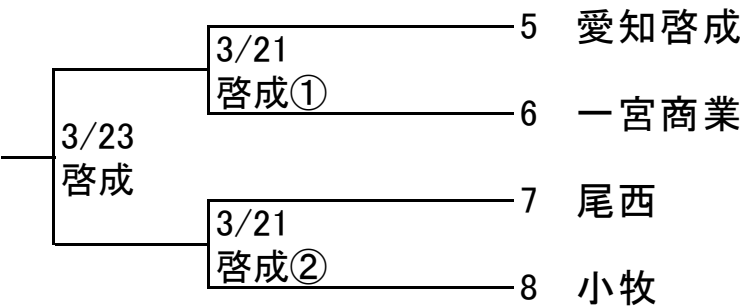 5 愛知啓成
3/21
啓成①
6 一宮商業
3/23
啓成
7 尾西
3/21
啓成②
8 小牧